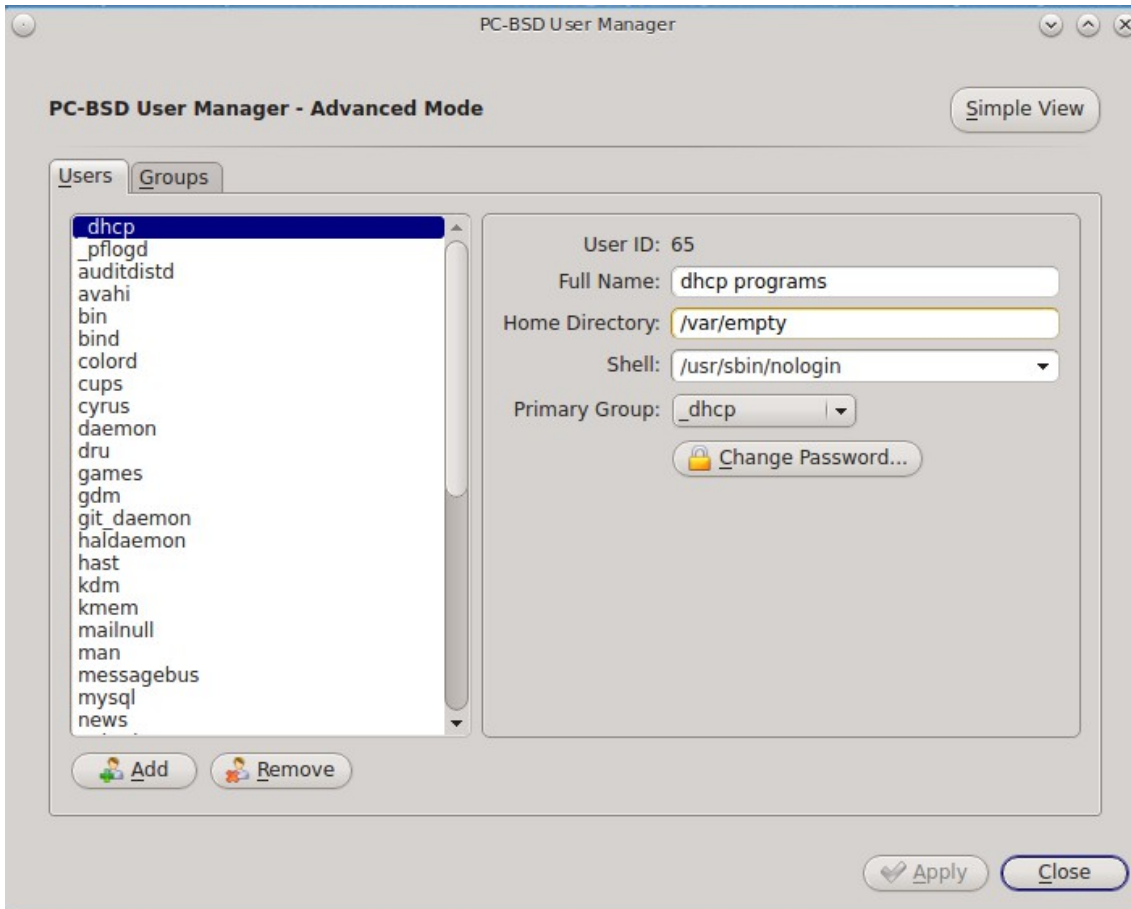 PC-BSD User Manager
PC-BSD User Manager - Advanced Mode
Simple View
Users
Groups
_dhcp
_pflogd
auditdistd
avahi
bin
bind
colord
cups
cyrus
daemon
dru
games
gdm
git_daemon
haldaemon
hast
kdm
kmem
mailnull
man
messagebus
mysql
news
User ID: 65
Full Name: dhcp programs
Home Directory: /var/empty
Shell: /usr/sbin/nologin
Primary Group: _dhcp
Change Password...
Add
Remove
Apply
Close